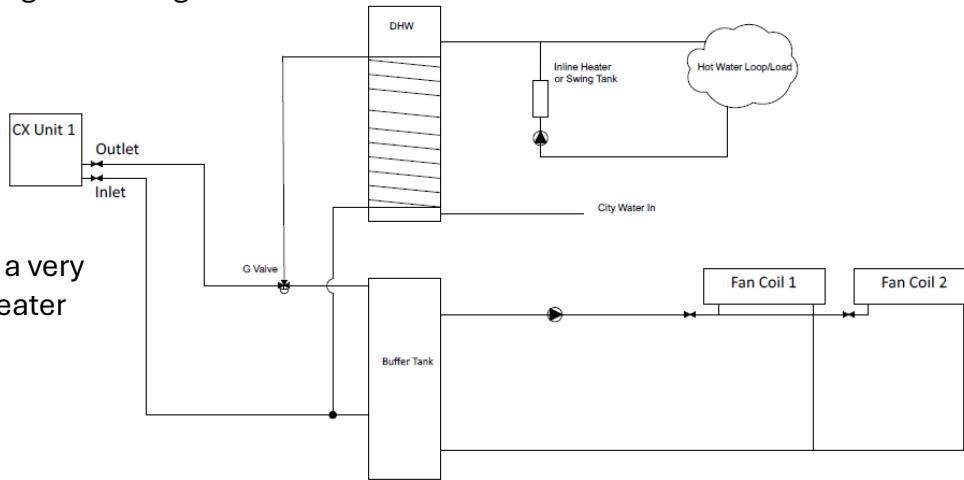 DHW
Inline Heater
or Swing Tank
Hot Water Loop/Load
CX Unit 1
Outlet
Inlet
City Water In
a very
eater
G Valve
Fan Coil 1
Fan Coil 2
Buffer Tank